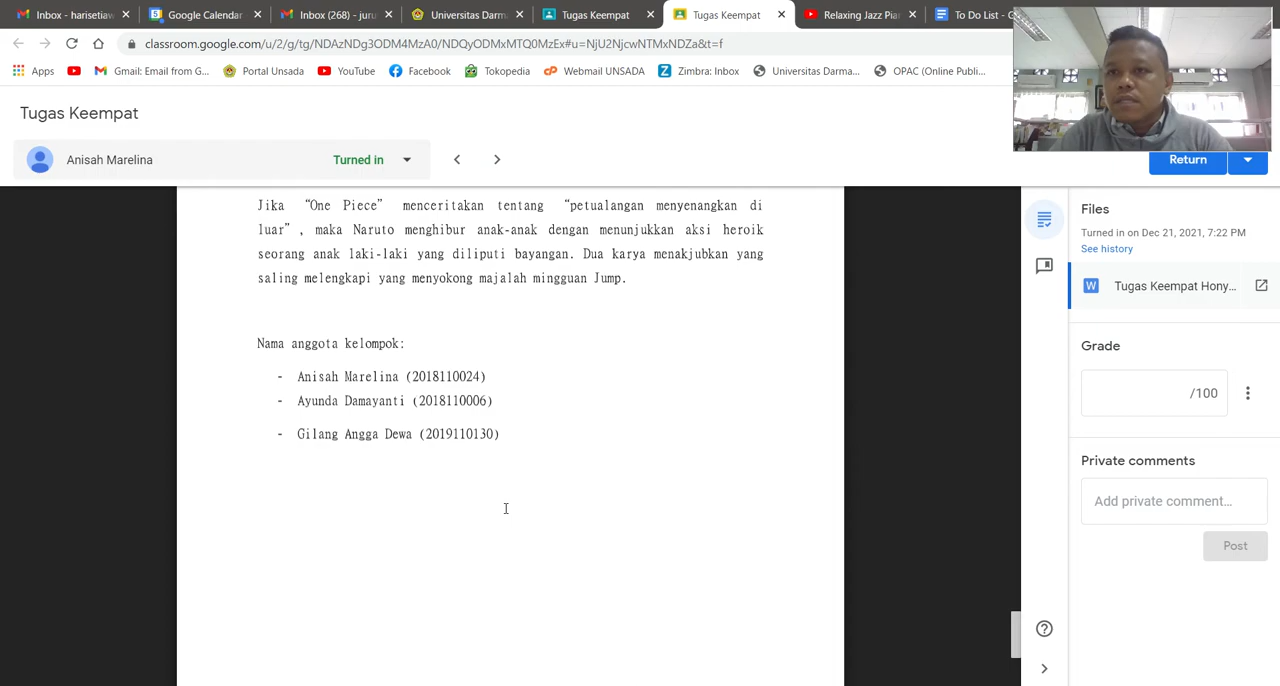 Inbox - harisetiaw
Google Calendar
Inbox (268) - juru
Universitas Darm
Tugas Keempat
Tugas Keempat
Relaxing Jazz Pia
To Do List - G
classroom.google.com/u/2/g/tg/NDAzNDg3ODM4MzA0/NDQyODMxMTQ0MzEx#u=NjU2NjcwNTMxNDZa&t=f
Apps
Gmail: Email from G...
Portal Unsada
YouTube
Facebook
Tokopedia
Webmail UNSADA
Zimbra: Inbox
Universitas Darma...
OPAC (Online Publi...
Tugas Keempat
Anisah Marelina
Turned in
Return
Jika "One Piece" menceritakan tentang "petualangan menyenangkan di
luar", maka Naruto menghibur anak-anak dengan menunjukkan aksi heroik
seorang anak laki-laki yang diliputi bayangan. Dua karya menakjubkan yang
saling melengkapi yang menyokong majalah mingguan Jump.
Nama anggota kelompok:
- Anisah Marelina (2018110024)
- Ayunda Damayanti (2018110006)
- Gilang Angga Dewa (2019110130)
Files
Turned in on Dec 21, 2021, 7:22 PM
See history
W Tugas Keempat Hony...
Grade
/100
Private comments
Add private comment...
Post